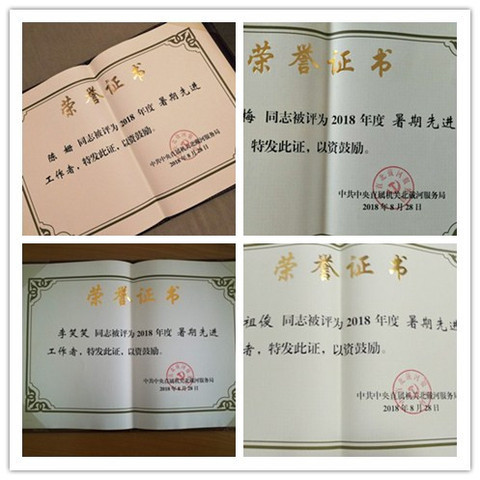 荣誉证书
陈娅 同志被评为2018年度 暑期先进
工作者，特发此证，以资鼓励。
中共中央直属机关北戴河服务局
2018年8月28日
荣誉证书
梅 同志被评为2018年度 暑期先进
特发此证，以资鼓励。
中共中央直属机关北戴河服务局
2018年8月28日
荣誉证书
李笑笑 同志被评为2018年度 暑期先进
工作者，特发此证，以资鼓励。
中共中央直属机关北戴河服务局
2018年8月28日
荣誉证书
祖俊 同志被评为2018年度 暑期先进
者，特发此证，以资鼓励。
中共中央直属机关北戴河服务局
2018年8月28日